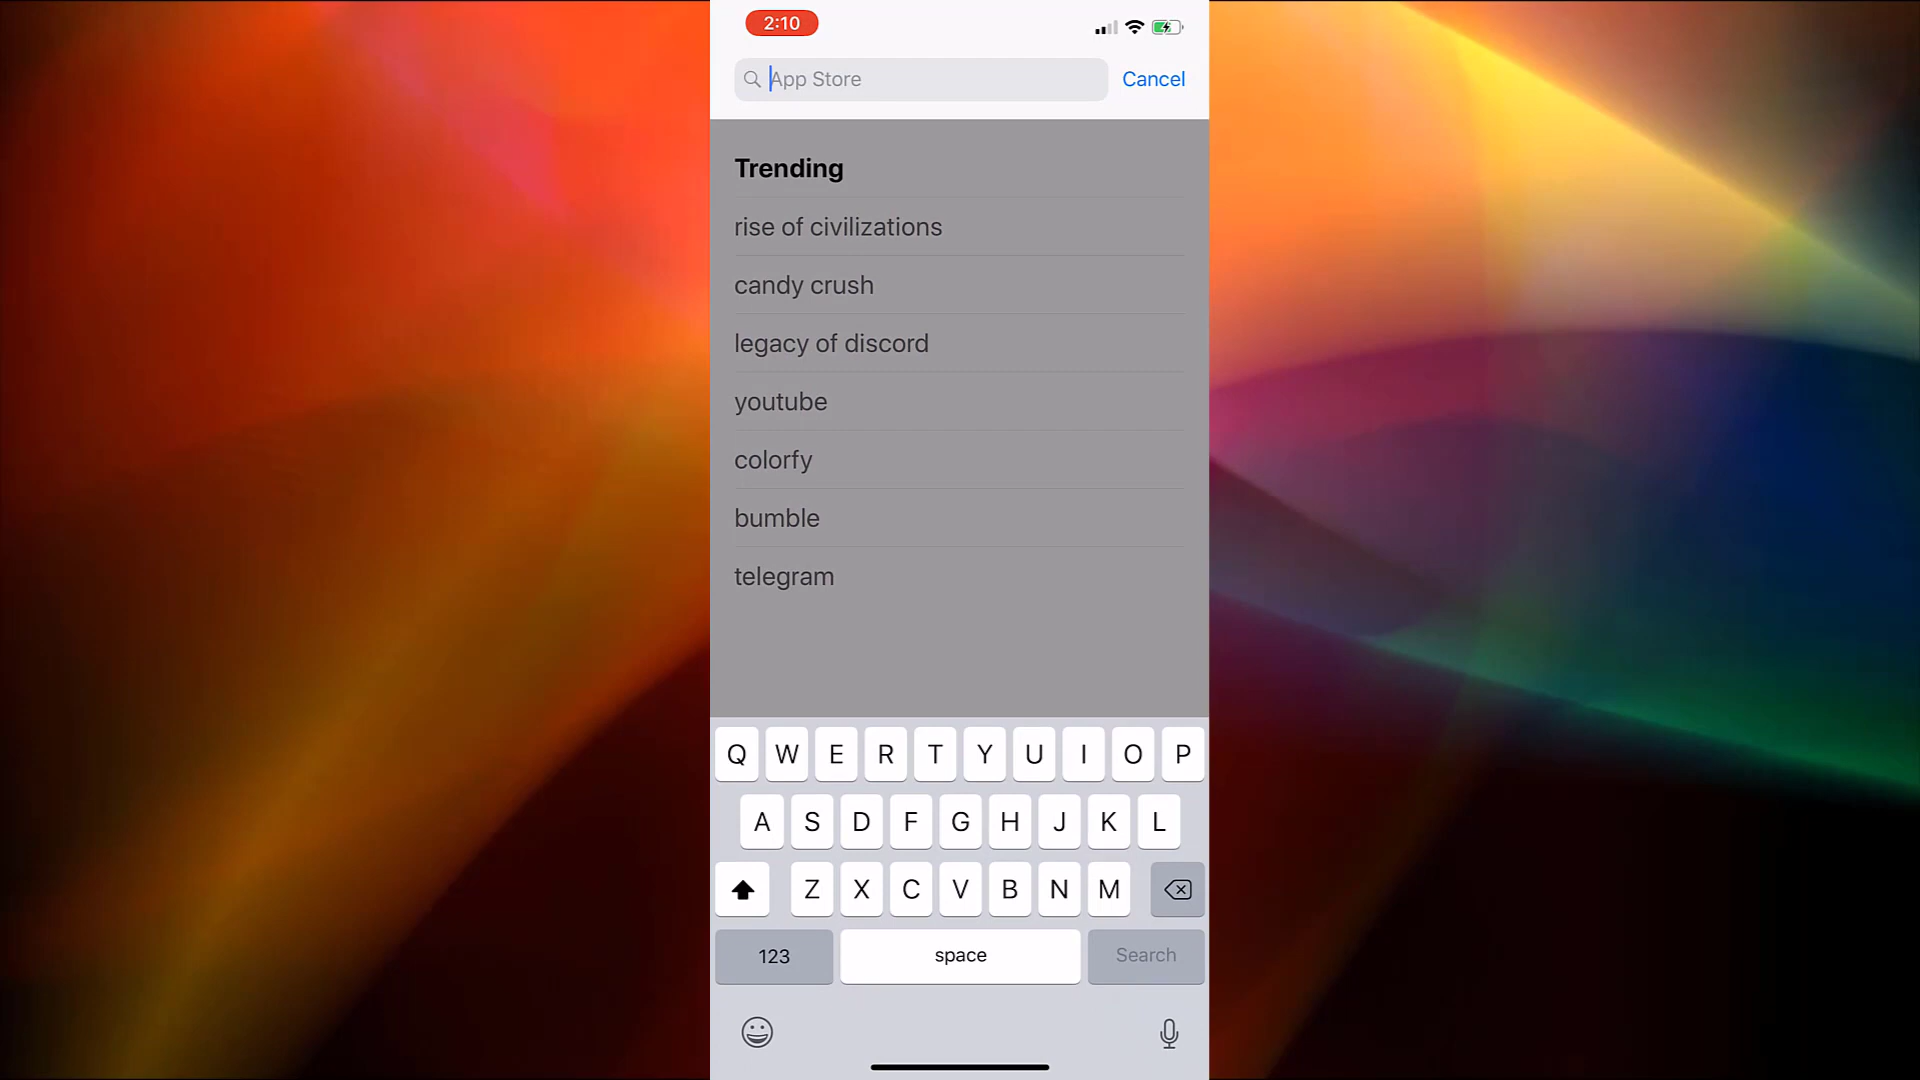 2:10
App Store
Cancel
Trending
rise of civilizations
candy crush
legacy of discord
youtube
colorfy
bumble
telegram
Q W E R T Y U I O P
A S D F G H J K L
Z X C V B N M
123 space Search